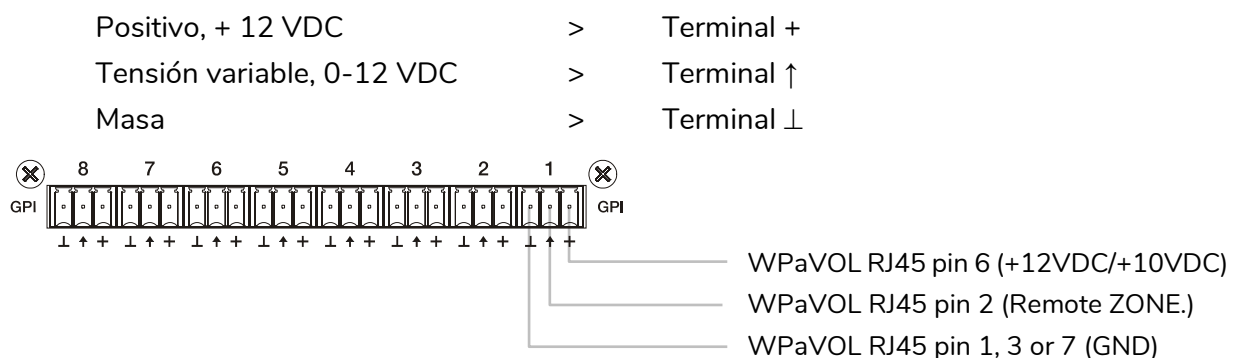 Positivo, + 12 VDC > Terminal +
Tensión variable, 0-12 VDC > Terminal ↑
Masa > Terminal ⊥
8 7 6 5 4 3 2 1
GPI GPI
⊥ ↑ + ⊥ ↑ + ⊥ ↑ + ⊥ ↑ + ⊥ ↑ + ⊥ ↑ + ⊥ ↑ + ⊥ ↑ +
WPaVOL RJ45 pin 6 (+12VDC/+10VDC)
WPaVOL RJ45 pin 2 (Remote ZONE.)
WPaVOL RJ45 pin 1, 3 or 7 (GND)